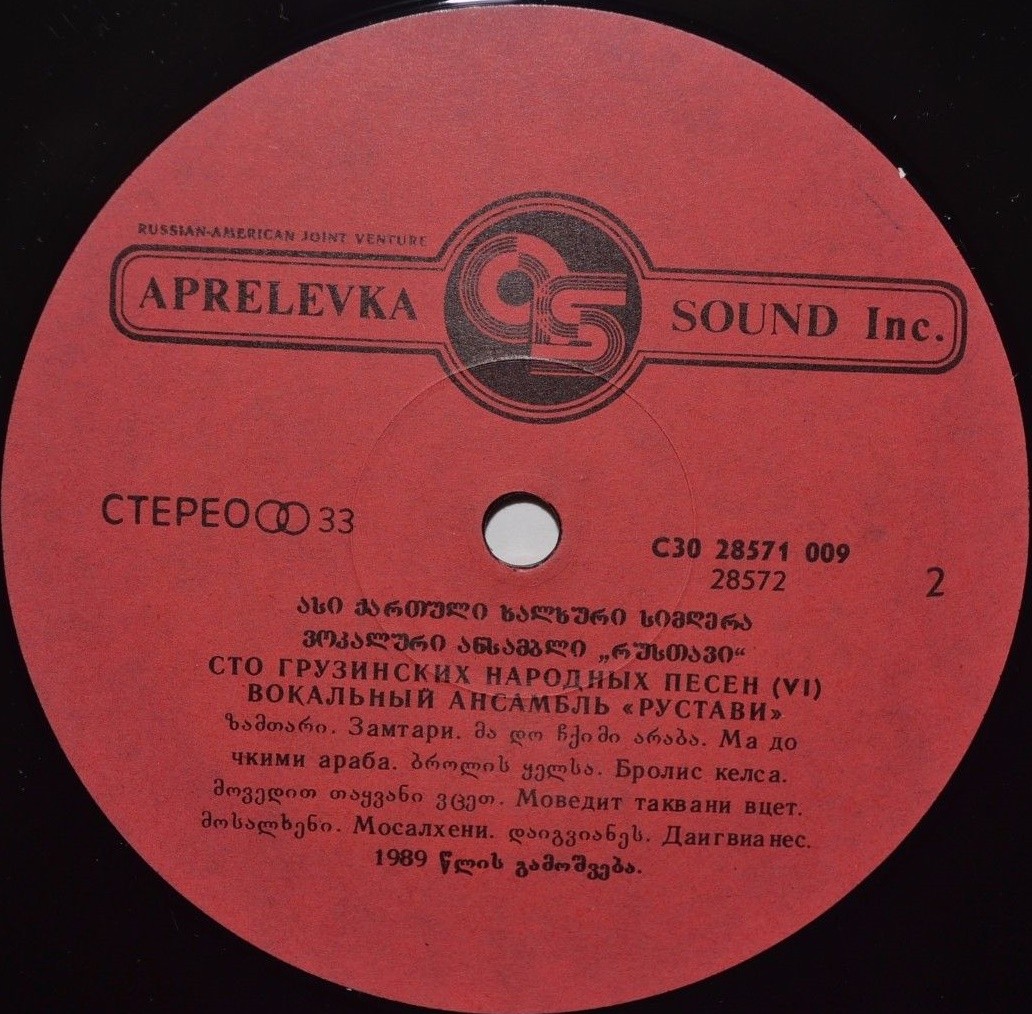 RUSSIAN-AMERICAN JOINT VENTURE
APRELEVKA SOUND Inc.
СТЕРЕО 33
С30 28571 009
28572
2
ასი ქართული ხალხური სიმღერა
ვოკალური ანსამბლი „რუსთავი“
СТО ГРУЗИНСКИХ НАРОДНЫХ ПЕСЕН (VI)
ВОКАЛЬНЫЙ АНСАМБЛЬ «РУСТАВИ»
ზამთარი. Замтари. მა დო ჩქიმი არაბა. Ма до
чкими араба. ბროლის ყელსა. Бролис келса.
მოვედით თაყვანი ვცეთ. Моведит таквани вцет.
მოსალხენი. Мосалхени. დაიგვიანეს. Даигвианес.
1989 წლის გამოშვება.